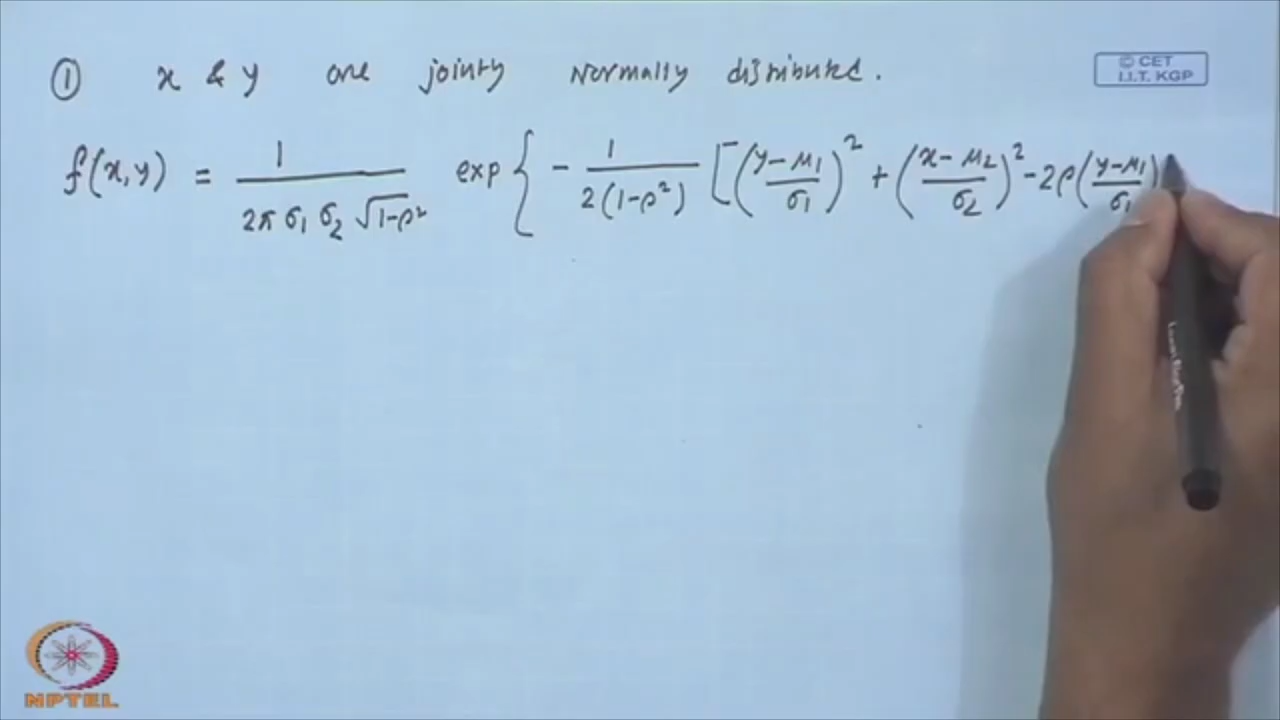 ① x & y are jointly Normally distributed.
© CET
I.I.T. KGP
f(x,y) = 1 / (2π σ₁ σ₂ √(1-ρ²)) exp { - 1 / (2(1-ρ²)) [ ((y-μ₁)/σ₁)² + ((x-μ₂)/σ₂)² - 2ρ((y-μ₁)/σ₁)
NPTEL